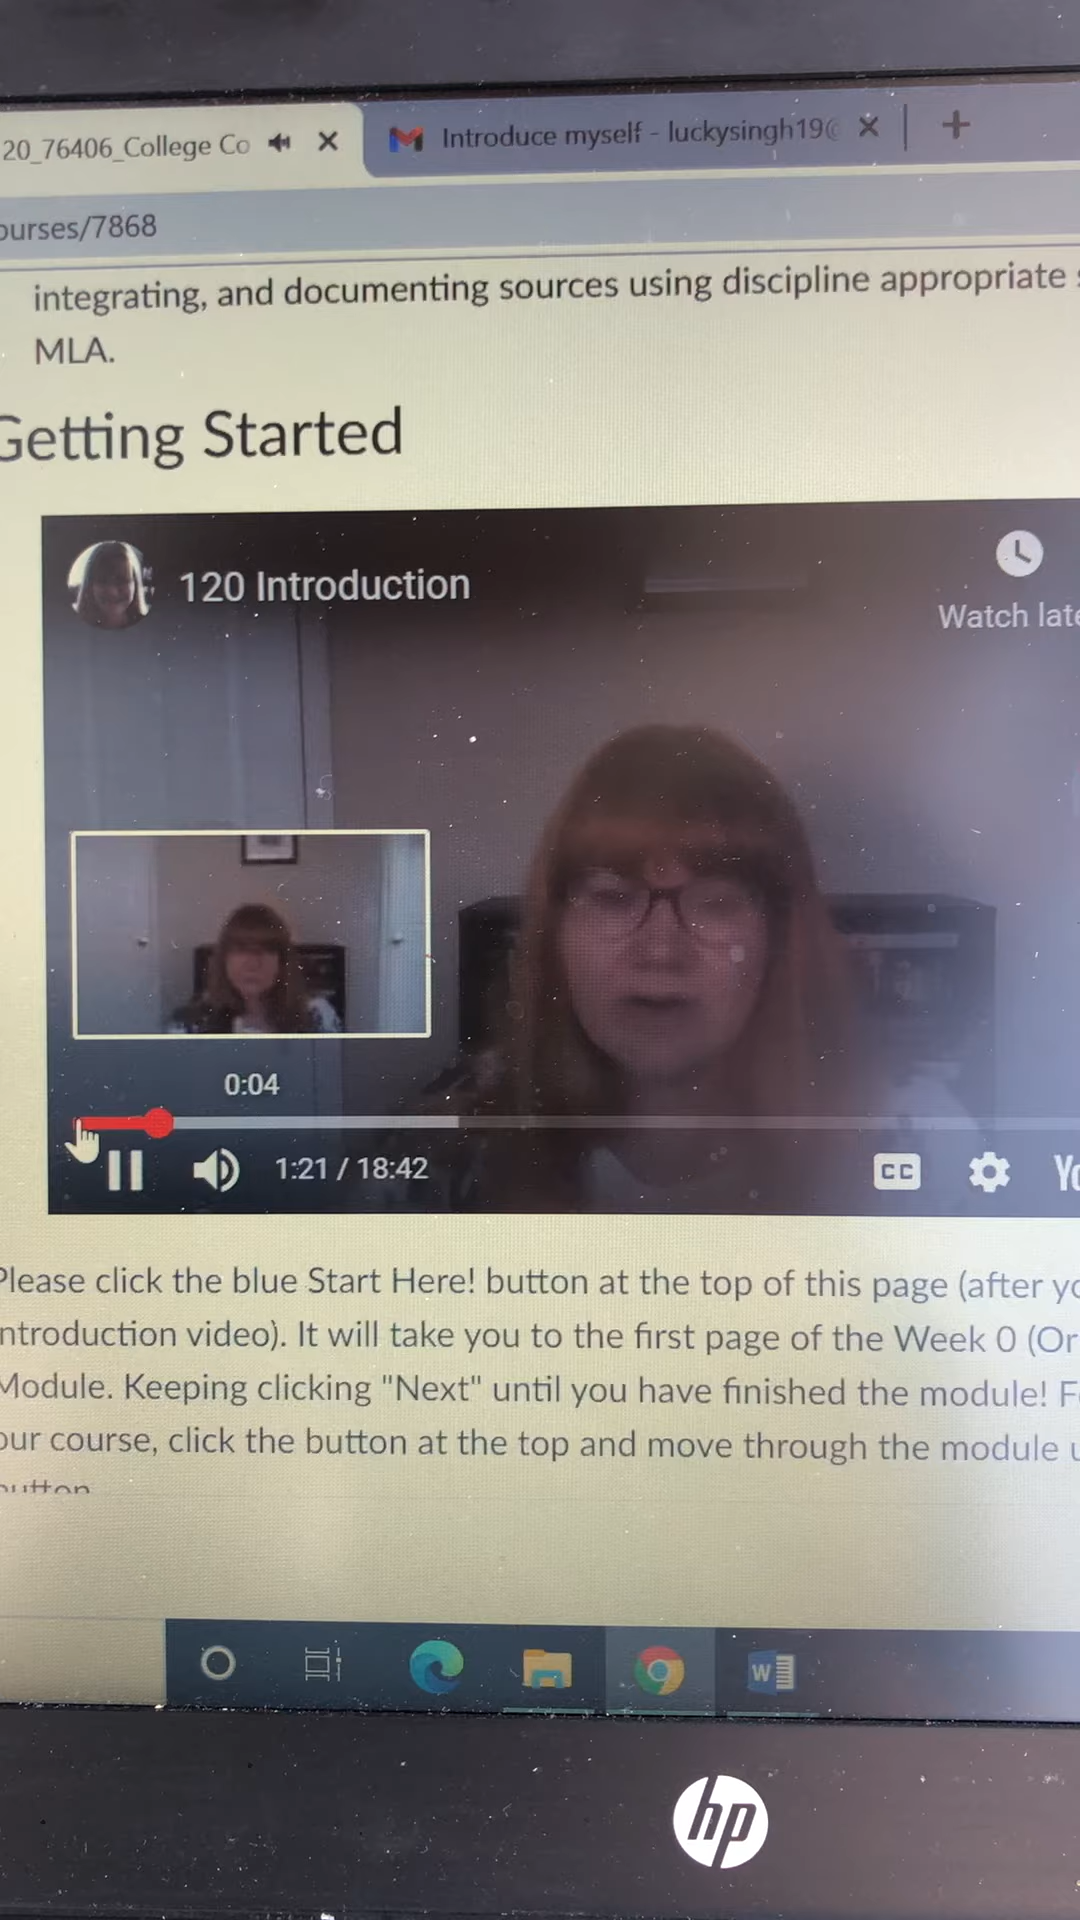 20_76406_College Co
Introduce myself - luckysingh19@
ourses/7868
integrating, and documenting sources using discipline appropriate
MLA.
Getting Started
120 Introduction
Watch late
0:04
1:21 / 18:42
CC
Yo
Please click the blue Start Here! button at the top of this page (after yo
ntroduction video). It will take you to the first page of the Week 0 (Or
Module. Keeping clicking "Next" until you have finished the module! F
our course, click the button at the top and move through the module u
button
W
hp